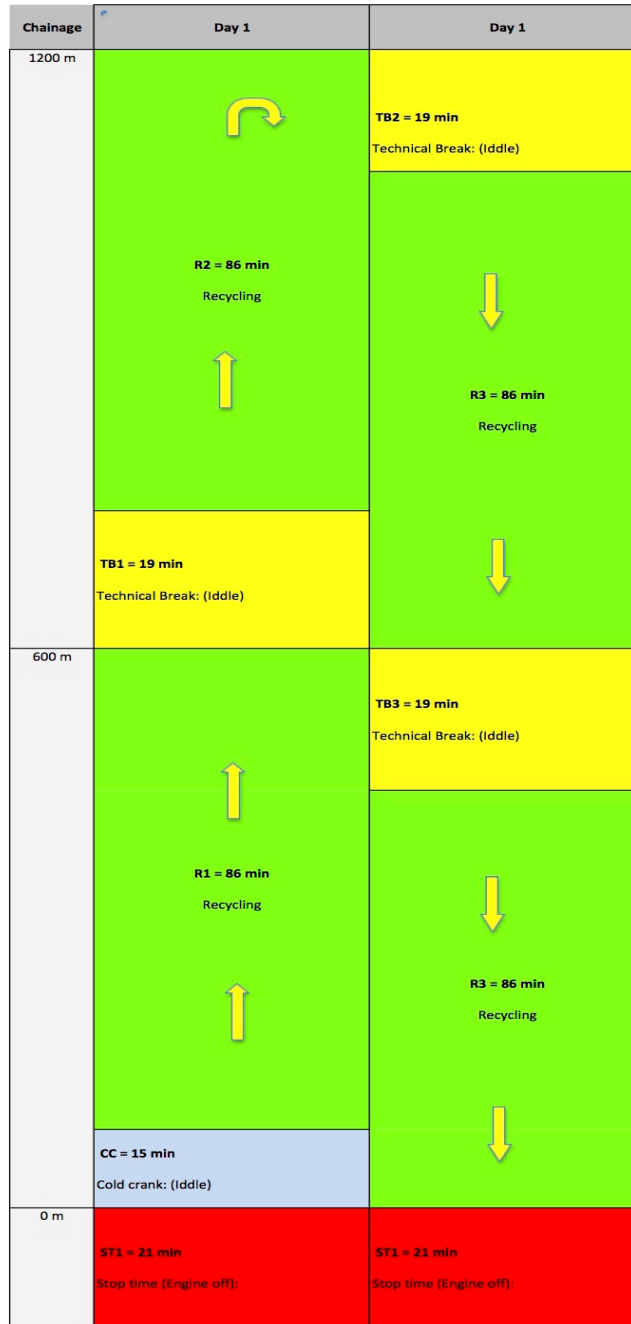 Chainage Day 1 Day 1
1200 m
TB2 = 19 min
Technical Break: (Iddle)
R2 = 86 min
Recycling
R3 = 86 min
Recycling
TB1 = 19 min
Technical Break: (Iddle)
600 m
TB3 = 19 min
Technical Break: (Iddle)
R1 = 86 min
Recycling
R3 = 86 min
Recycling
CC = 15 min
Cold crank: (Iddle)
0 m
ST1 = 21 min ST1 = 21 min
Stop time (Engine off): Stop time (Engine off):